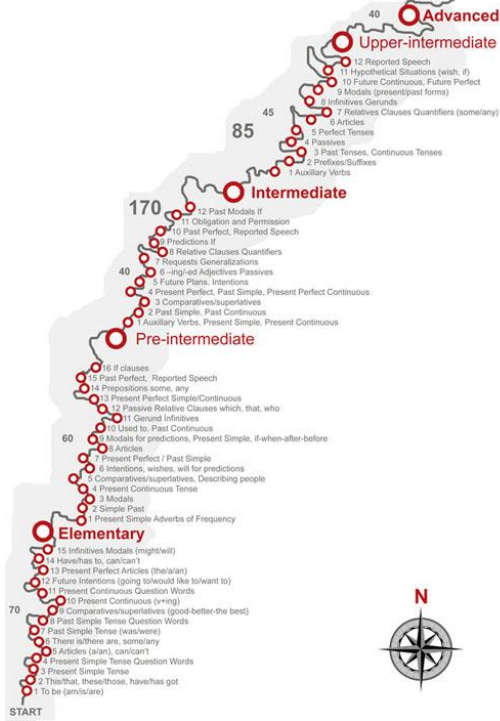 40
Advanced
Upper-intermediate
12 Reported Speech
11 Hypothetical Situations (wish, if)
10 Future Continuous, Future Perfect
9 Modals (present/past forms)
8 Infinitives Gerunds
45
7 Relatives Clauses Quantifiers (some/any)
6 Articles
85
5 Perfect Tenses
4 Passives
3 Past Tenses, Continuous Tenses
2 Prefixes/Suffixes
1 Auxillary Verbs
Intermediate
170
12 Past Modals If
11 Obligation and Permission
10 Past Perfect, Reported Speech
9 Predictions If
8 Relative Clauses Quantifiers
7 Requests Generalizations
40
6 –ing/-ed Adjectives Passives
5 Future Plans, Intentions
4 Present Perfect, Past Simple, Present Perfect Continuous
3 Comparatives/superlatives
2 Past Simple, Past Continuous
1 Auxillary Verbs, Present Simple, Present Continuous
Pre-intermediate
16 If clauses
15 Past Perfect, Reported Speech
14 Prepositions some, any
13 Present Perfect Simple/Continuous
12 Passive Relative Clauses which, that, who
11 Gerund Infinitives
10 Used to, Past Continuous
60
9 Modals for predictions, Present Simple, if-when-after-before
8 Articles
7 Present Perfect / Past Simple
6 Intentions, wishes, will for predictions
5 Comparatives/superlatives, Describing people
4 Present Continuous Tense
3 Modals
2 Simple Past
1 Present Simple Adverbs of Frequency
Elementary
15 Infinitives Modals (might/will)
14 Have/has to, can/can't
13 Present Perfect Articles (the/a/an)
12 Future Intentions (going to/would like to/want to)
11 Present Continuous Question Words
10 Present Continuous (v+ing)
70
9 Comparatives/superlatives (good-better-the best)
8 Past Simple Tense Question Words
7 Past Simple Tense (was/were)
6 There is/there are, some/any
5 Articles (a/an), can/can't
4 Present Simple Tense Question Words
3 Present Simple Tense
2 This/that, these/those, have/has got
1 To be (am/is/are)
START
N